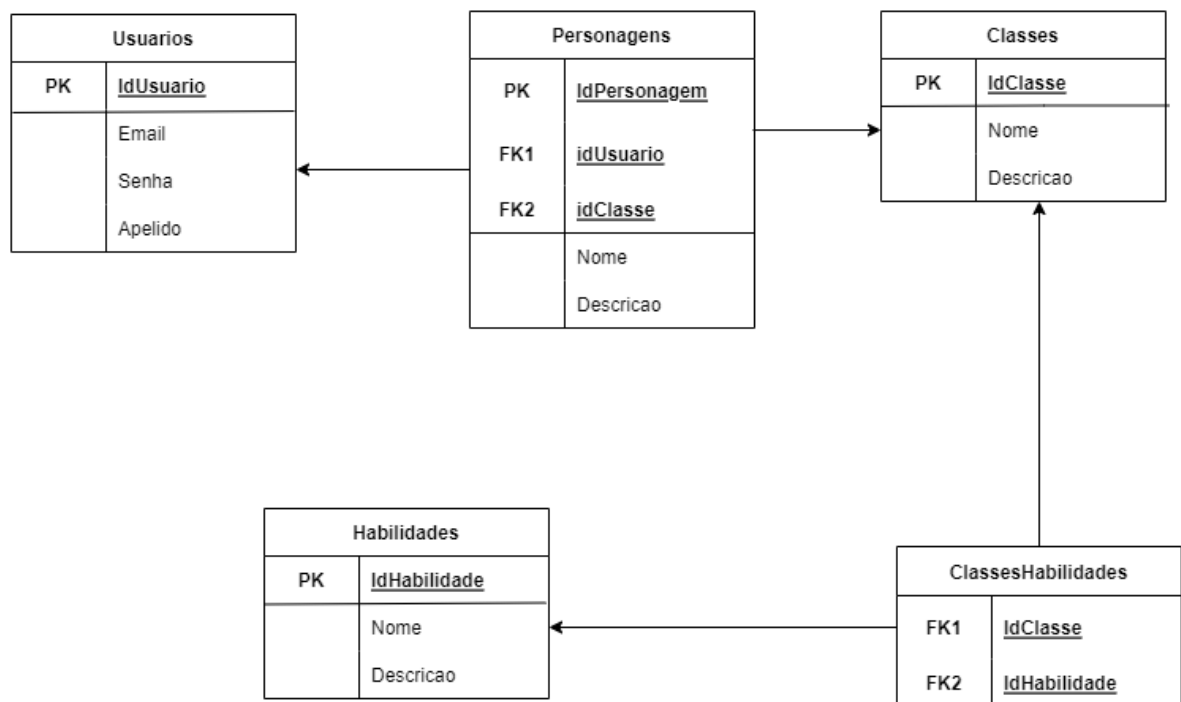 Usuarios
PK IdUsuario
Email
Senha
Apelido
Personagens
PK IdPersonagem
FK1 idUsuario
FK2 idClasse
Nome
Descricao
Classes
PK IdClasse
Nome
Descricao
Habilidades
PK IdHabilidade
Nome
Descricao
ClassesHabilidades
FK1 IdClasse
FK2 IdHabilidade